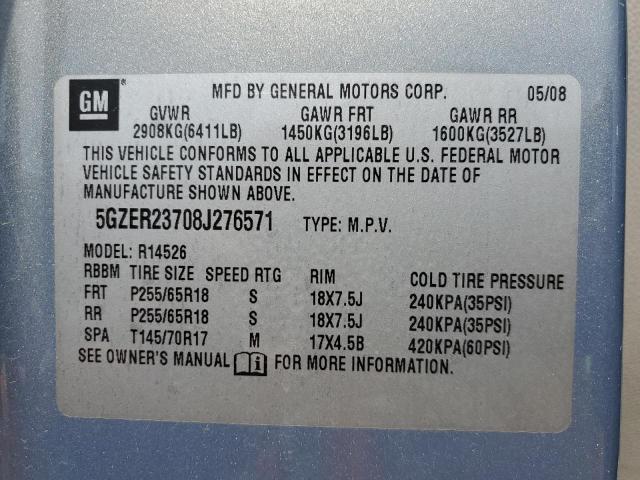 GM ®
MFD BY GENERAL MOTORS CORP. 05/08
GVWR GAWR FRT GAWR RR
2908KG(6411LB) 1450KG(3196LB) 1600KG(3527LB)
THIS VEHICLE CONFORMS TO ALL APPLICABLE U.S. FEDERAL MOTOR
VEHICLE SAFETY STANDARDS IN EFFECT ON THE DATE OF
MANUFACTURE SHOWN ABOVE.
5GZER23708J276571 TYPE: M.P.V.
MODEL: R14526
RBBM TIRE SIZE SPEED RTG RIM COLD TIRE PRESSURE
FRT P255/65R18 S 18X7.5J 240KPA(35PSI)
RR P255/65R18 S 18X7.5J 240KPA(35PSI)
SPA T145/70R17 M 17X4.5B 420KPA(60PSI)
SEE OWNER'S MANUAL i FOR MORE INFORMATION.